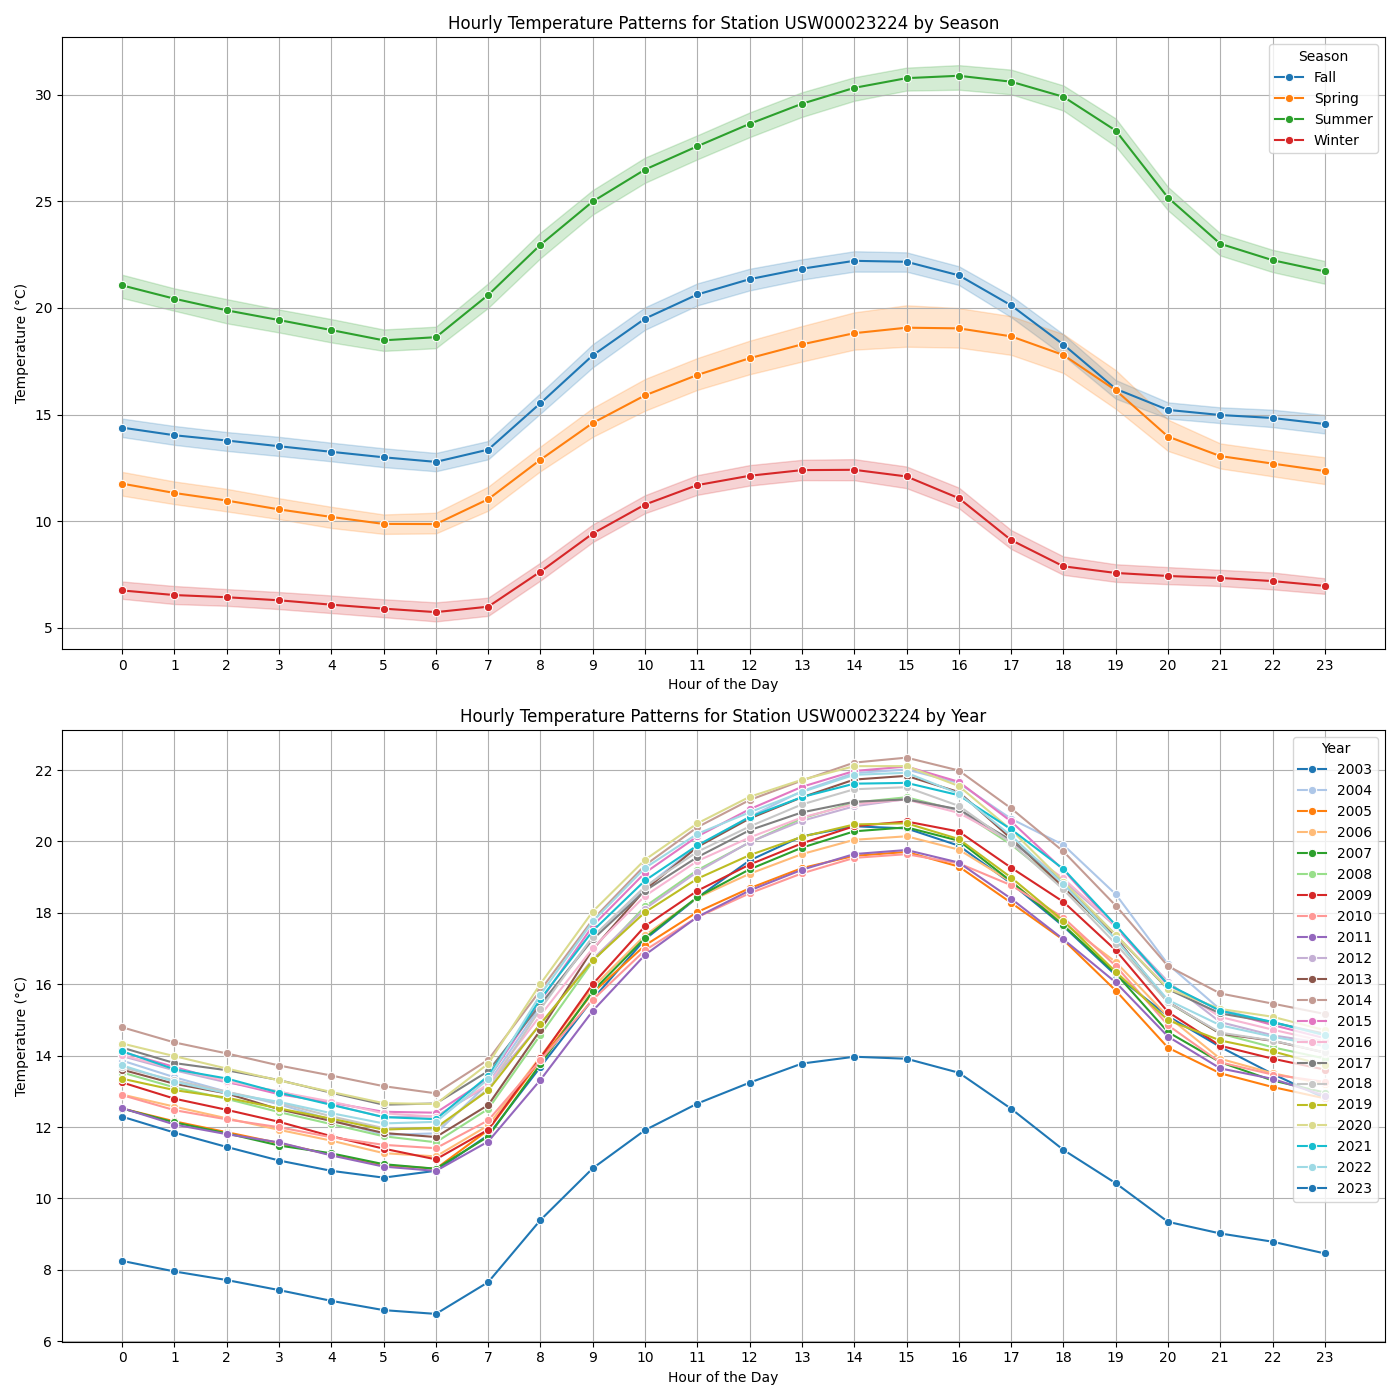 Hourly Temperature Patterns for Station USW00023224 by Season
Temperature (°C)
30
25
20
15
10
5
Season
Fall
Spring
Summer
Winter
0 1 2 3 4 5 6 7 8 9 10 11 12 13 14 15 16 17 18 19 20 21 22 23
Hour of the Day
Hourly Temperature Patterns for Station USW00023224 by Year
Temperature (°C)
22
20
18
16
14
12
10
8
6
Year
2003
2004
2005
2006
2007
2008
2009
2010
2011
2012
2013
2014
2015
2016
2017
2018
2019
2020
2021
2022
2023
0 1 2 3 4 5 6 7 8 9 10 11 12 13 14 15 16 17 18 19 20 21 22 23
Hour of the Day